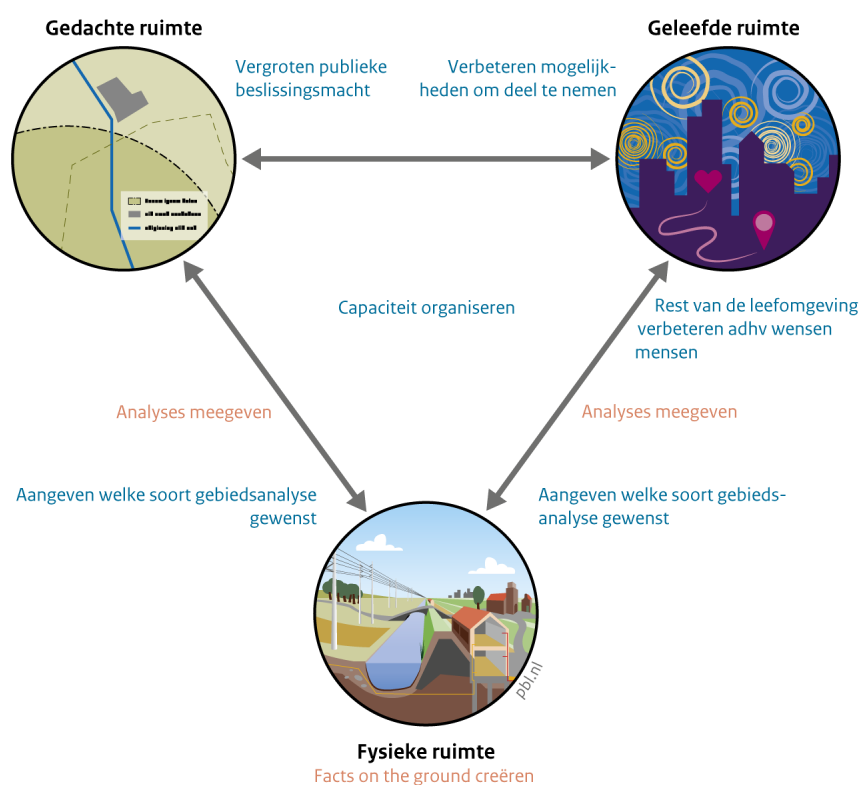 Gedachte ruimte
Geleefde ruimte
Vergroten publieke
beslissingsmacht
Verbeteren mogelijk-
heden om deel te nemen
Capaciteit organiseren
Rest van de leefomgeving
verbeteren adhv wensen
mensen
Analyses meegeven
Analyses meegeven
Aangeven welke soort gebiedsanalyse
gewenst
Aangeven welke soort gebieds-
analyse gewenst
pbl.nl
Fysieke ruimte
Facts on the ground creëren